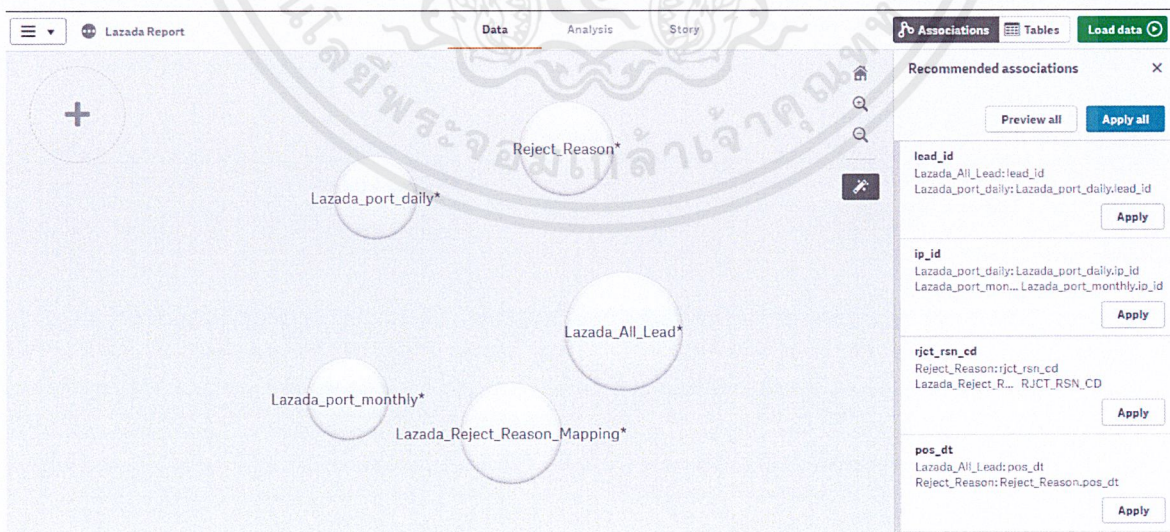 Lazada Report
Data
Analysis
Story
Associations
Tables
Load data
Recommended associations
Preview all
Apply all
lead_id
Lazada_All_Lead: lead_id
Lazada_port_daily: Lazada_port_daily.lead_id
Apply
ip_id
Lazada_port_daily: Lazada_port_daily.ip_id
Lazada_port_mon... Lazada_port_monthly.ip_id
Apply
rjct_rsn_cd
Reject_Reason: rjct_rsn_cd
Lazada_Reject_R... RJCT_RSN_CD
Apply
pos_dt
Lazada_All_Lead: pos_dt
Reject_Reason: Reject_Reason.pos_dt
Apply
Reject_Reason*
Lazada_port_daily*
Lazada_All_Lead*
Lazada_port_monthly*
Lazada_Reject_Reason_Mapping*